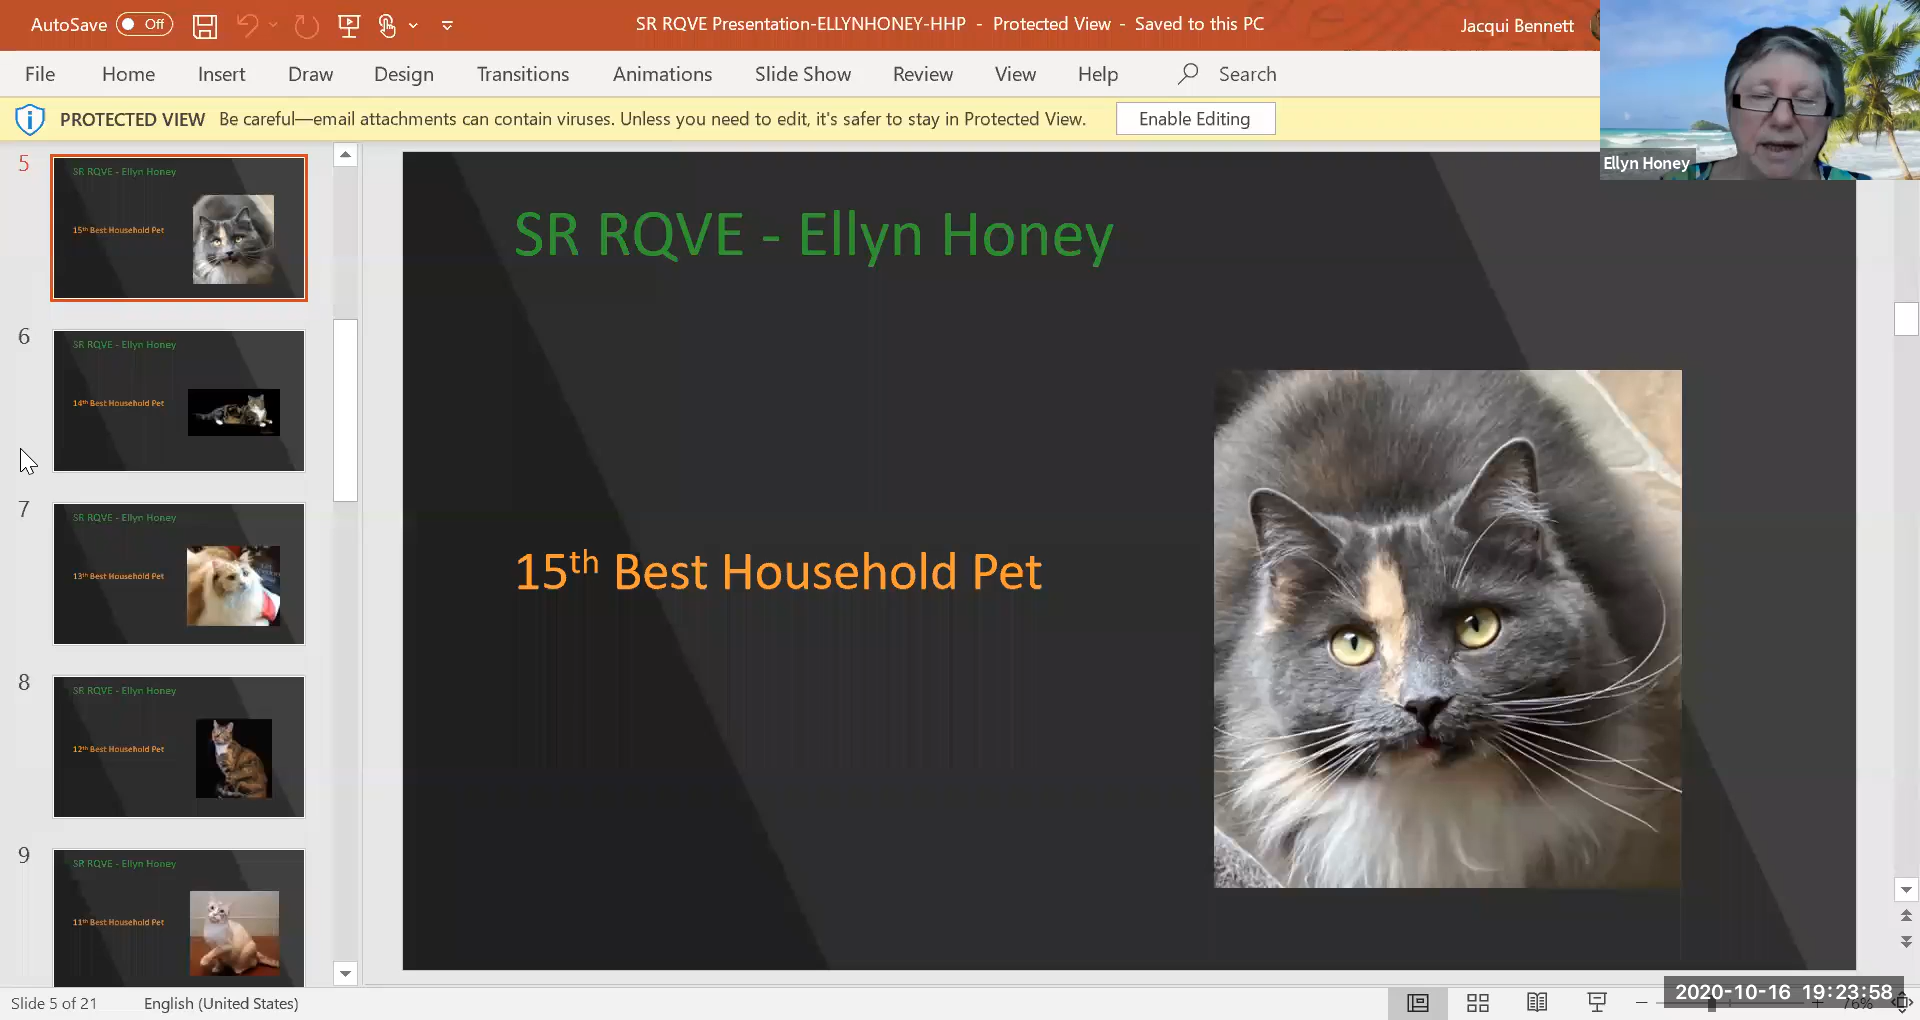 AutoSave Off
SR RQVE Presentation-ELLYNHONEY-HHP - Protected View - Saved to this PC
Jacqui Bennett
File Home Insert Draw Design Transitions Animations Slide Show Review View Help Search
PROTECTED VIEW Be careful—email attachments can contain viruses. Unless you need to edit, it's safer to stay in Protected View. Enable Editing
Ellyn Honey
5
SR RQVE - Ellyn Honey
15th Best Household Pet
6
SR RQVE - Ellyn Honey
14th Best Household Pet
7
SR RQVE - Ellyn Honey
13th Best Household Pet
8
SR RQVE - Ellyn Honey
12th Best Household Pet
9
SR RQVE - Ellyn Honey
11th Best Household Pet
SR RQVE - Ellyn Honey
15th Best Household Pet
Slide 5 of 21 English (United States)
2020-10-16 19:23:58
76%